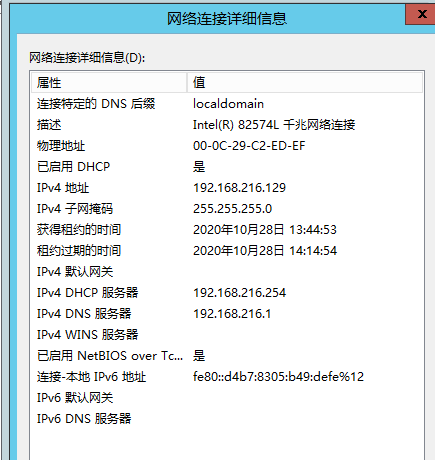 网络连接详细信息
x
网络连接详细信息(D):
属性 值
连接特定的 DNS 后缀 localdomain
描述 Intel(R) 82574L 千兆网络连接
物理地址 00-0C-29-C2-ED-EF
已启用 DHCP 是
IPv4 地址 192.168.216.129
IPv4 子网掩码 255.255.255.0
获得租约的时间 2020年10月28日 13:44:53
租约过期的时间 2020年10月28日 14:14:54
IPv4 默认网关
IPv4 DHCP 服务器 192.168.216.254
IPv4 DNS 服务器 192.168.216.1
IPv4 WINS 服务器
已启用 NetBIOS over Tc... 是
连接-本地 IPv6 地址 fe80::d4b7:8305:b49:defe%12
IPv6 默认网关
IPv6 DNS 服务器